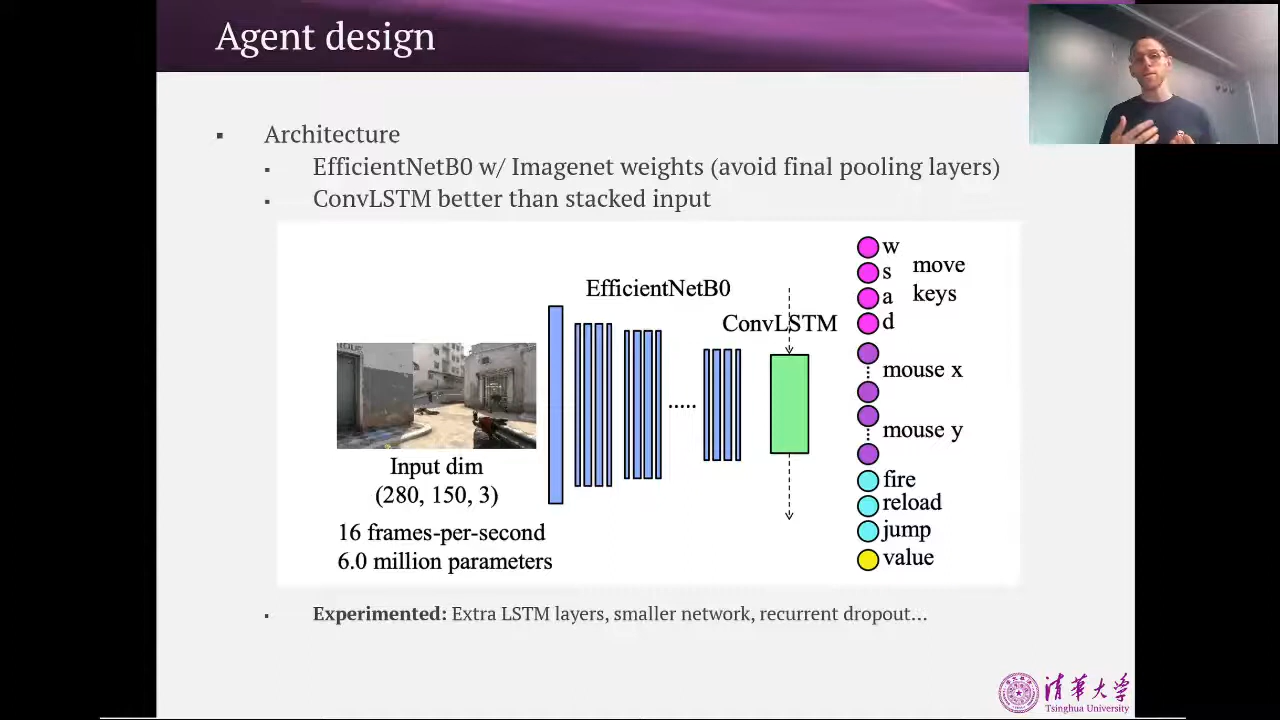 Agent design
▪ Architecture
▪ EfficientNetB0 w/ Imagenet weights (avoid final pooling layers)
▪ ConvLSTM better than stacked input
EfficientNetB0
ConvLSTM
Input dim
(280, 150, 3)
16 frames-per-second
6.0 million parameters
w
s
a
d
move
keys
mouse x
mouse y
fire
reload
jump
value
▪ Experimented: Extra LSTM layers, smaller network, recurrent dropout...
清華大学
Tsinghua University